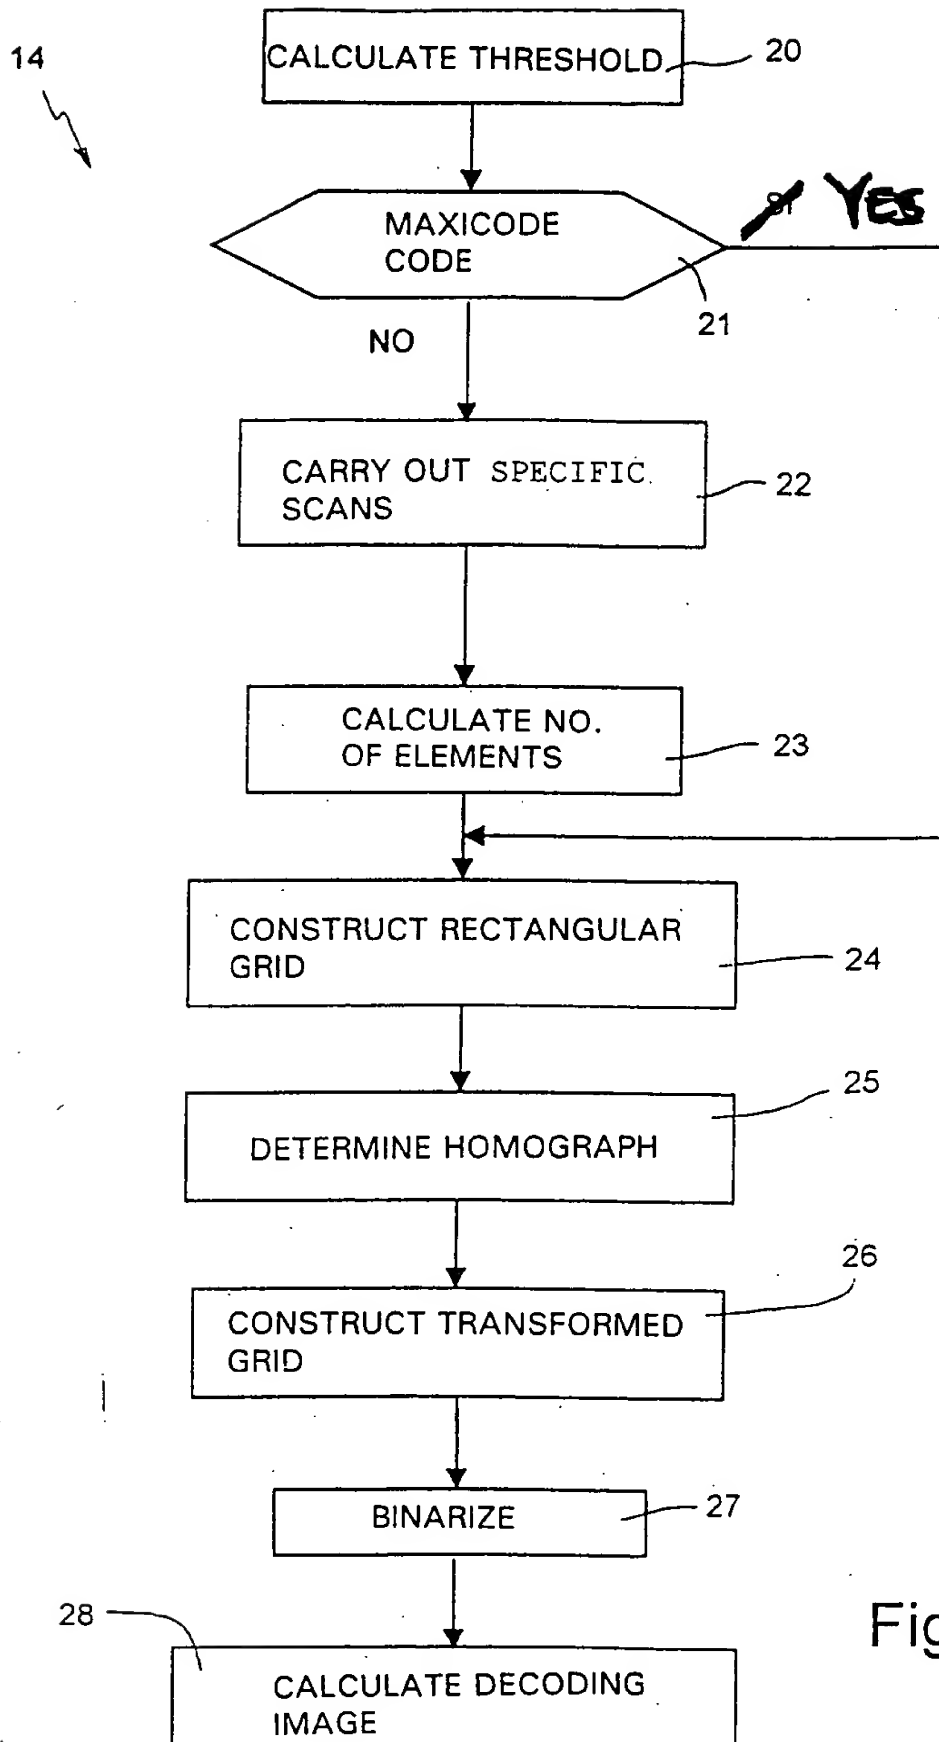 14
CALCULATE THRESHOLD
20
MAXICODE
CODE
YES
21
NO
CARRY OUT SPECIFIC
SCANS
22
CALCULATE NO.
OF ELEMENTS
23
CONSTRUCT RECTANGULAR
GRID
24
25
DETERMINE HOMOGRAPH
26
CONSTRUCT TRANSFORMED
GRID
BINARIZE
27
28
Fig
CALCULATE DECODING
IMAGE